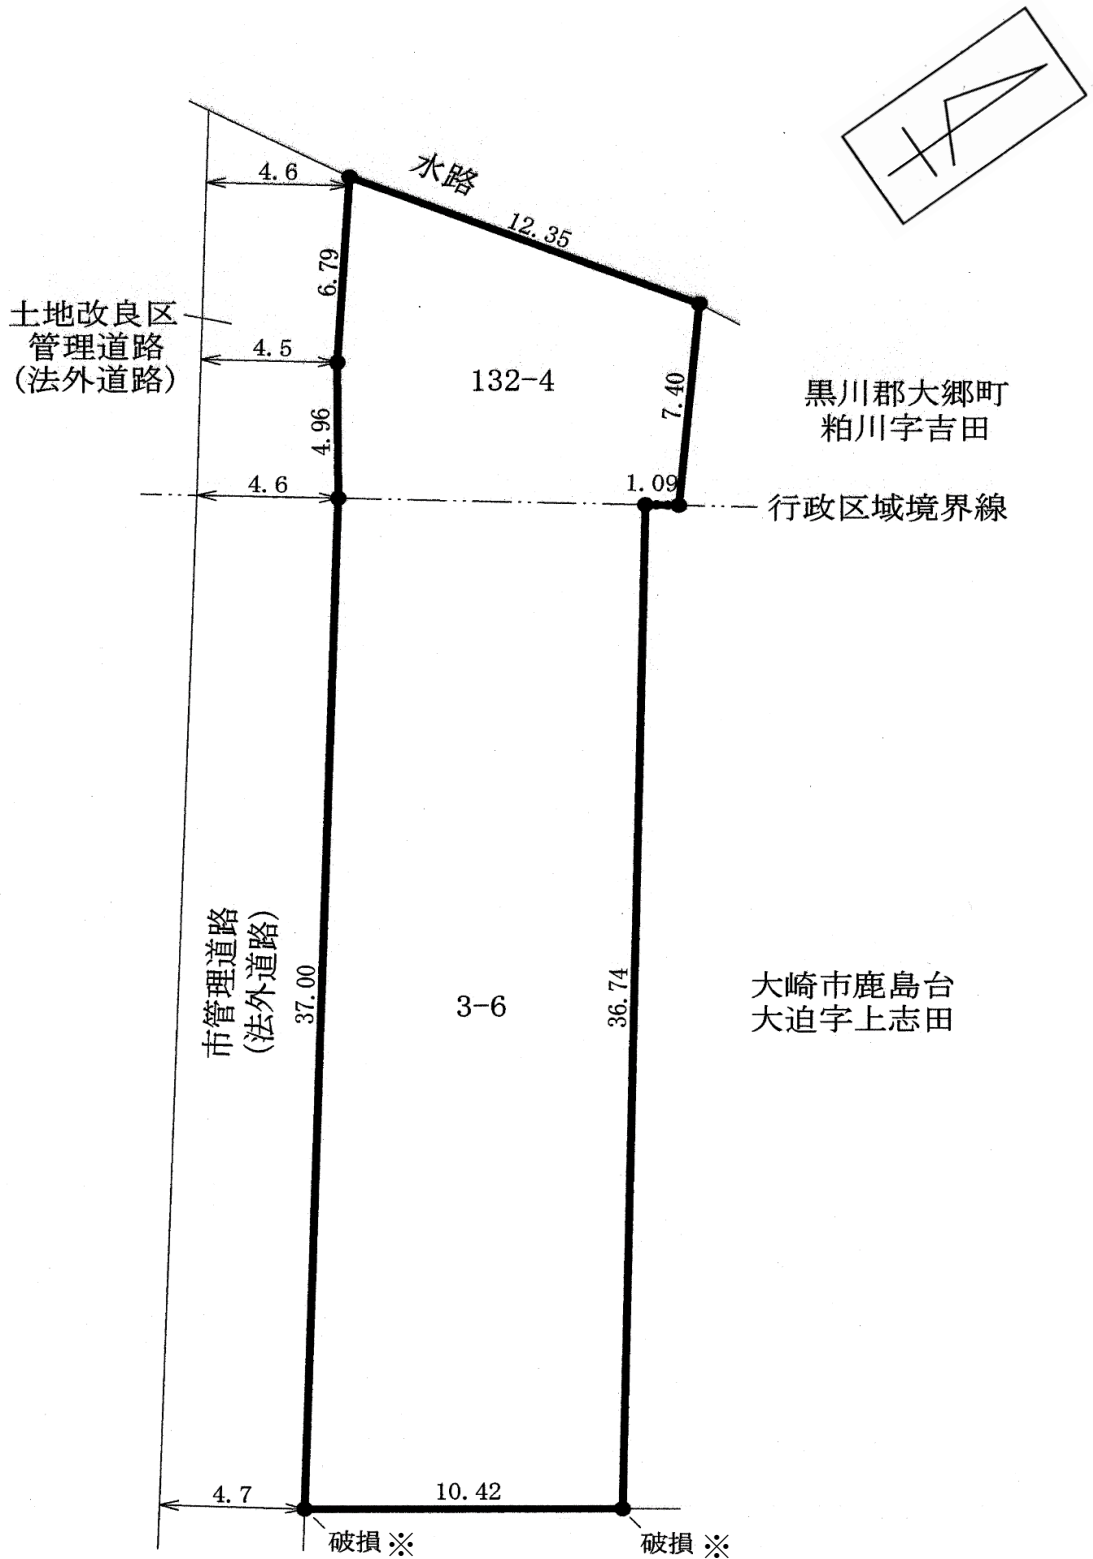 水路
4.6
12.35
6.79
土地改良区
管理道路
(法外道路)
4.5
132-4
7.40
黒川郡大郷町
粕川字吉田
4.96
4.6
1.09
行政区域境界線
市管理道路
(法外道路)
37.00
3-6
36.74
大崎市鹿島台
大迫字上志田
4.7
10.42
破損※
破損※